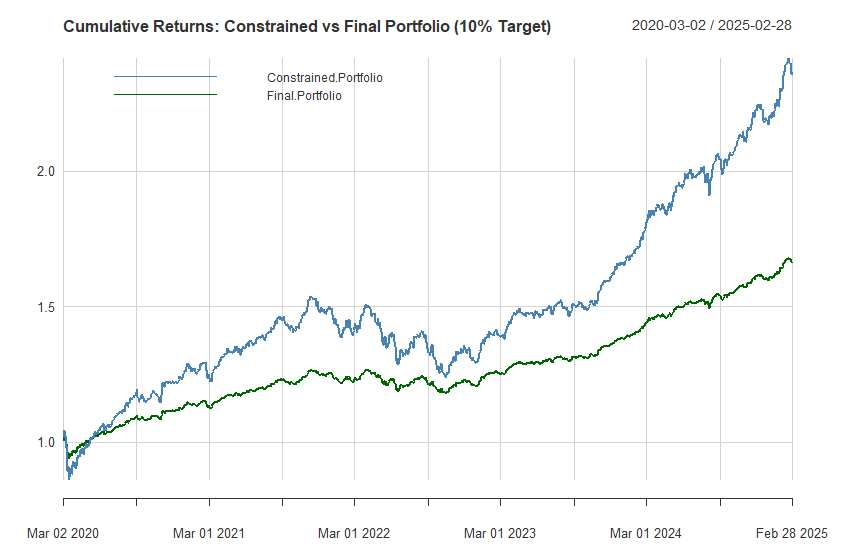 Cumulative Returns: Constrained vs Final Portfolio (10% Target)
2020-03-02 / 2025-02-28
Constrained.Portfolio
Final.Portfolio
2.0
1.5
1.0
Mar 02 2020
Mar 01 2021
Mar 01 2022
Mar 01 2023
Mar 01 2024
Feb 28 2025